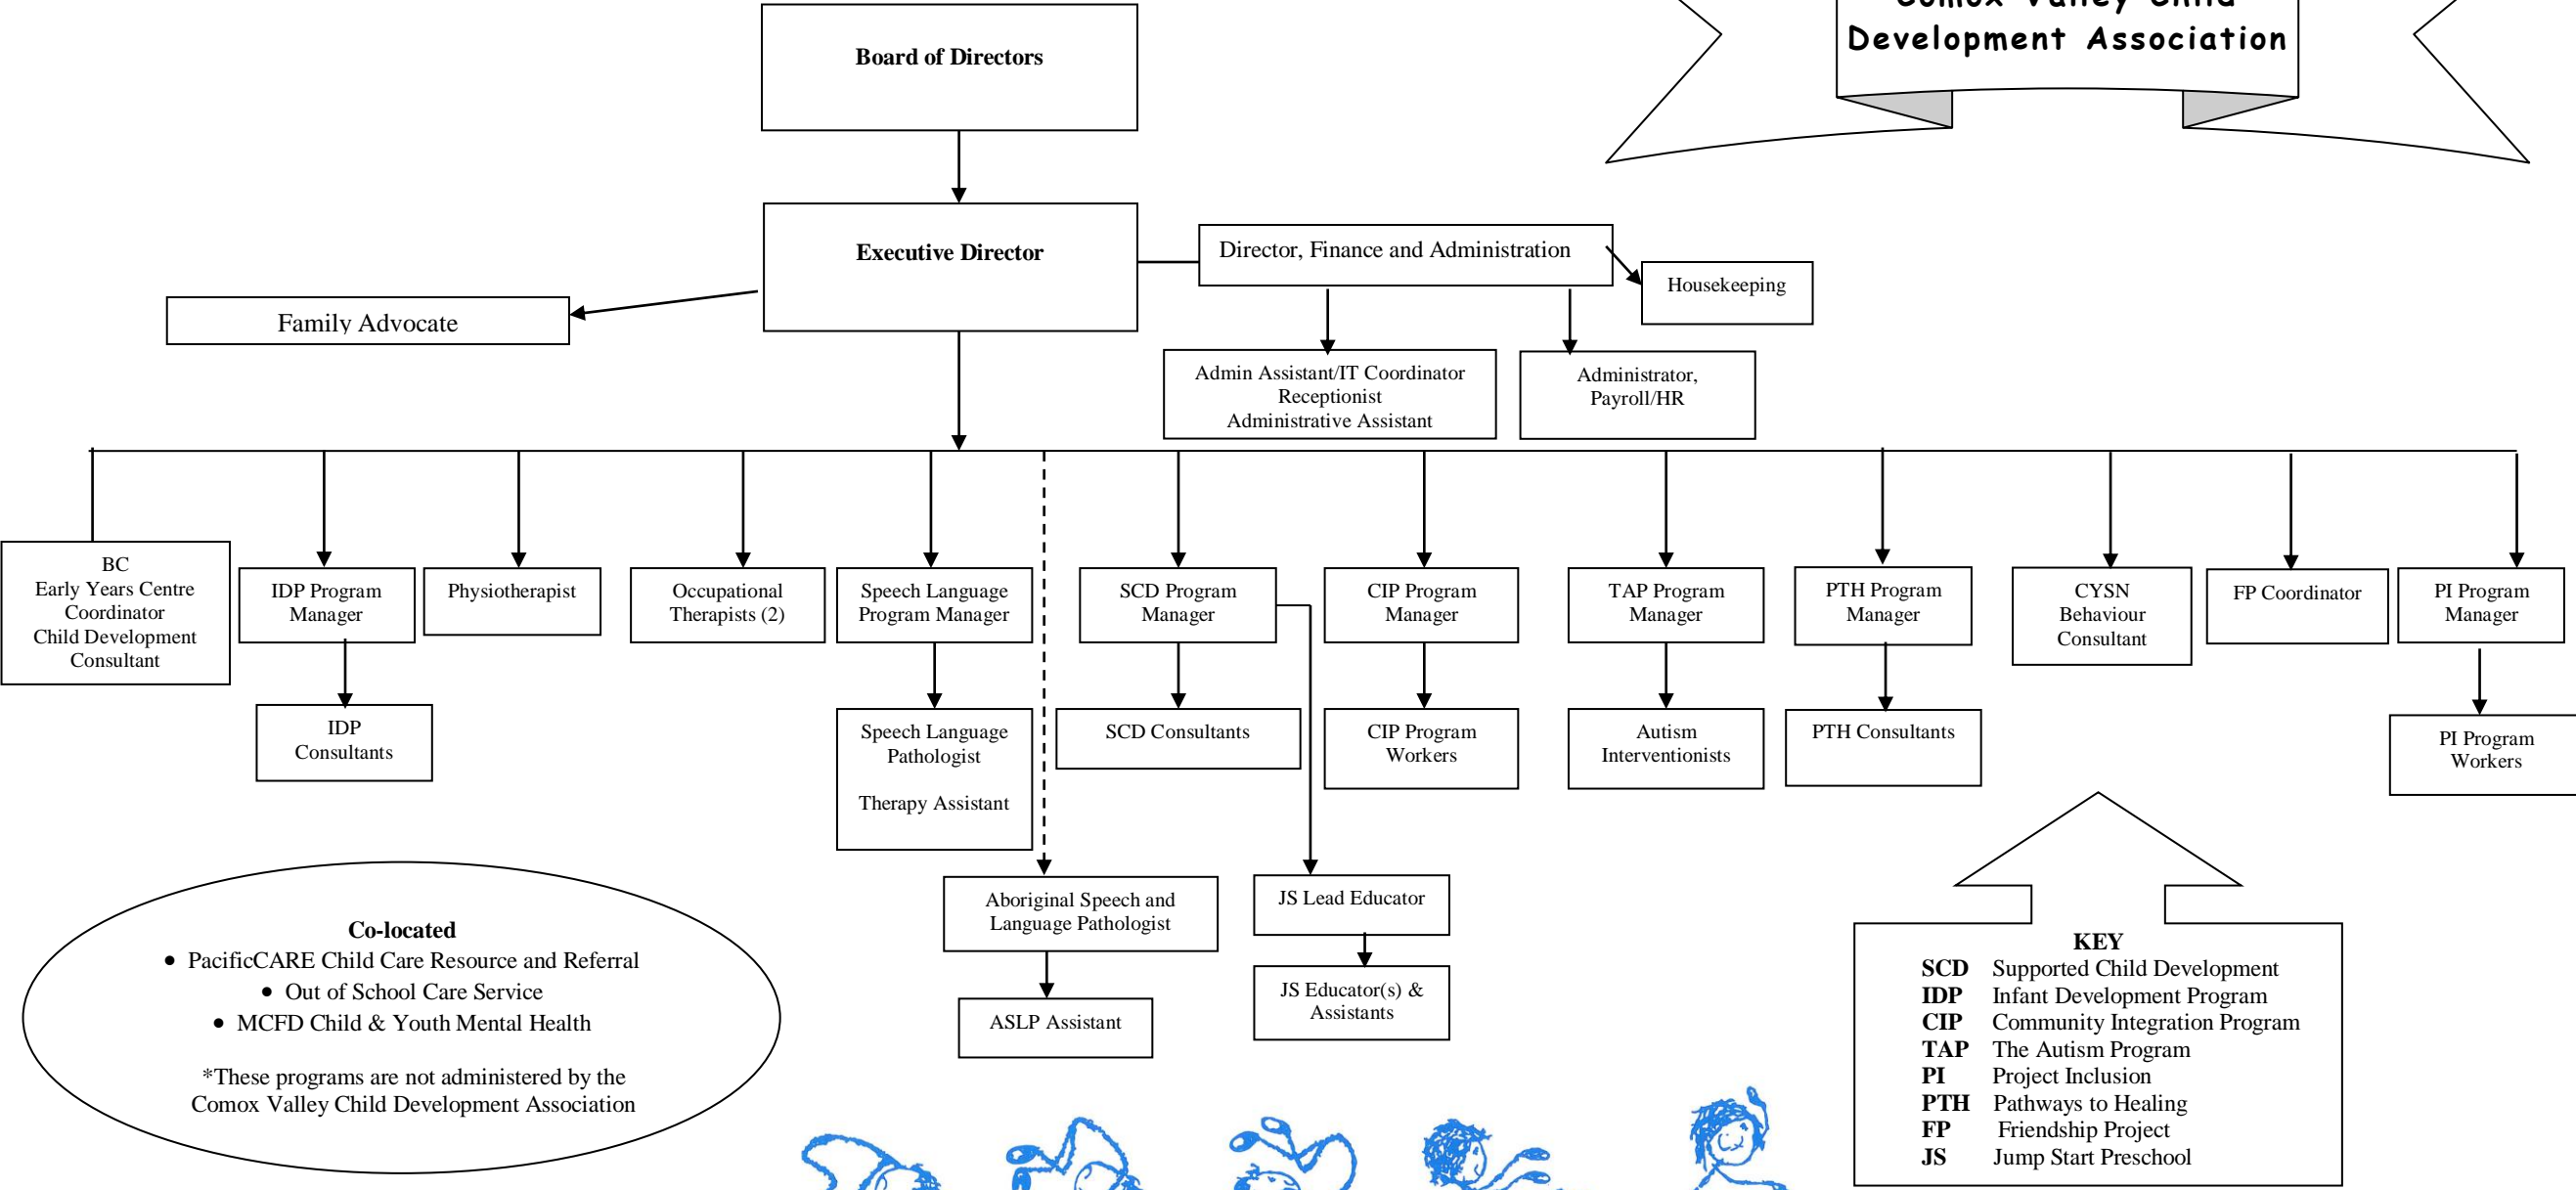 Comox Valley Child
Development Association
Board of Directors
Executive Director
Director, Finance and Administration
Housekeeping
Family Advocate
Admin Assistant/IT Coordinator
Receptionist
Administrative Assistant
Administrator,
Payroll/HR
BC
Early Years Centre
Coordinator
Child Development
Consultant
IDP Program
Manager
Physiotherapist
Occupational
Therapists (2)
Speech Language
Program Manager
SCD Program
Manager
CIP Program
Manager
TAP Program
Manager
PTH Program
Manager
CYSN
Behaviour
Consultant
FP Coordinator
PI Program
Manager
IDP
Consultants
Speech Language
Pathologist
Therapy Assistant
SCD Consultants
CIP Program
Workers
Autism
Interventionists
PTH Consultants
PI Program
Workers
Aboriginal Speech and
Language Pathologist
JS Lead Educator
ASLP Assistant
JS Educator(s) &
Assistants
Co-located
• PacificCARE Child Care Resource and Referral
• Out of School Care Service
• MCFD Child & Youth Mental Health
*These programs are not administered by the
Comox Valley Child Development Association
KEY
SCD Supported Child Development
IDP Infant Development Program
CIP Community Integration Program
TAP The Autism Program
PI Project Inclusion
PTH Pathways to Healing
FP Friendship Project
JS Jump Start Preschool